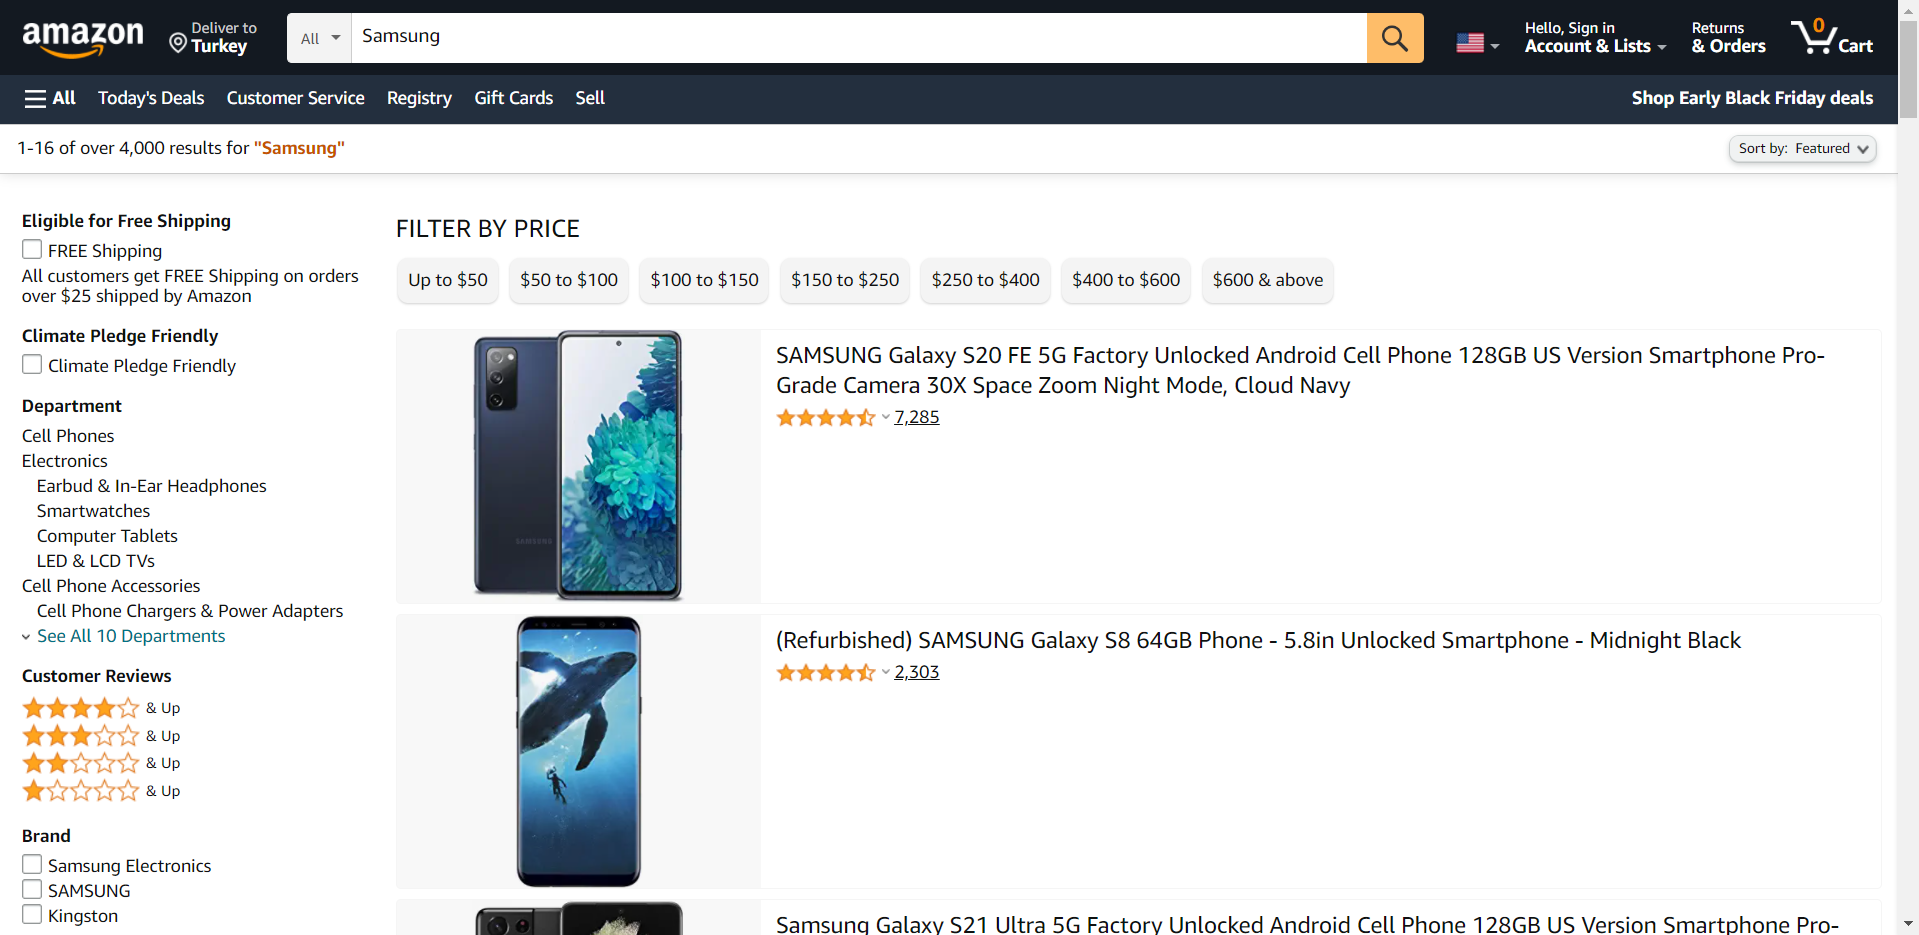 amazon
Deliver to
Turkey
All
Samsung
Hello, Sign in
Account & Lists
Returns
& Orders
0
Cart
All
Today's Deals
Customer Service
Registry
Gift Cards
Sell
Shop Early Black Friday deals
1-16 of over 4,000 results for "Samsung"
Sort by: Featured
Eligible for Free Shipping
FREE Shipping
All customers get FREE Shipping on orders
over $25 shipped by Amazon
Climate Pledge Friendly
Climate Pledge Friendly
Department
Cell Phones
Electronics
Earbud & In-Ear Headphones
Smartwatches
Computer Tablets
LED & LCD TVs
Cell Phone Accessories
Cell Phone Chargers & Power Adapters
See All 10 Departments
Customer Reviews
& Up
& Up
& Up
& Up
Brand
Samsung Electronics
SAMSUNG
Kingston
FILTER BY PRICE
Up to $50
$50 to $100
$100 to $150
$150 to $250
$250 to $400
$400 to $600
$600 & above
SAMSUNG
SAMSUNG Galaxy S20 FE 5G Factory Unlocked Android Cell Phone 128GB US Version Smartphone Pro-
Grade Camera 30X Space Zoom Night Mode, Cloud Navy
7,285
(Refurbished) SAMSUNG Galaxy S8 64GB Phone - 5.8in Unlocked Smartphone - Midnight Black
2,303
Samsung Galaxy S21 Ultra 5G Factory Unlocked Android Cell Phone 128GB US Version Smartphone Pro-